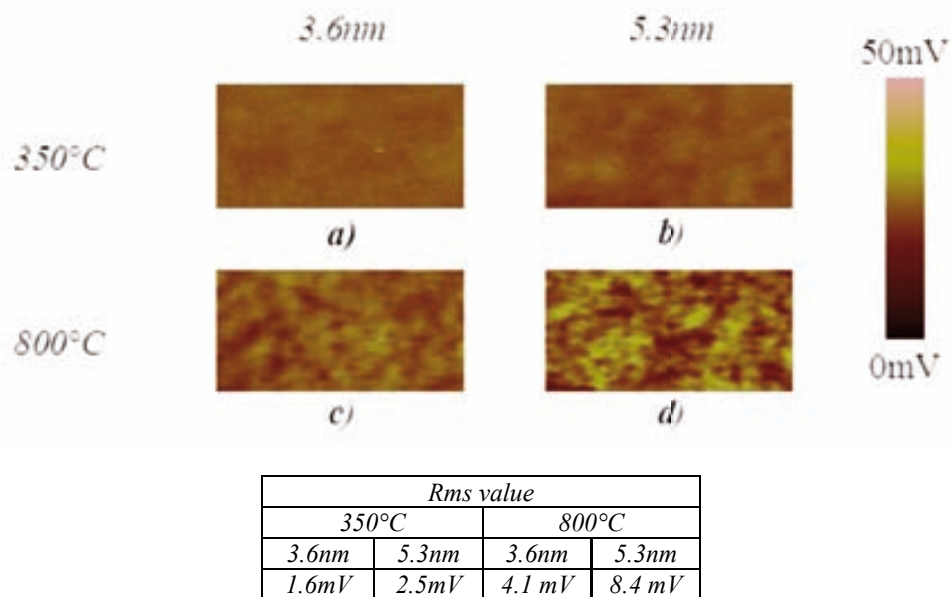 3.6nm 5.3nm
50mV
350°C
a) b)
800°C
0mV
c) d)
Rms value
350°C 800°C
3.6nm 5.3nm 3.6nm 5.3nm
1.6mV 2.5mV 4.1 mV 8.4 mV